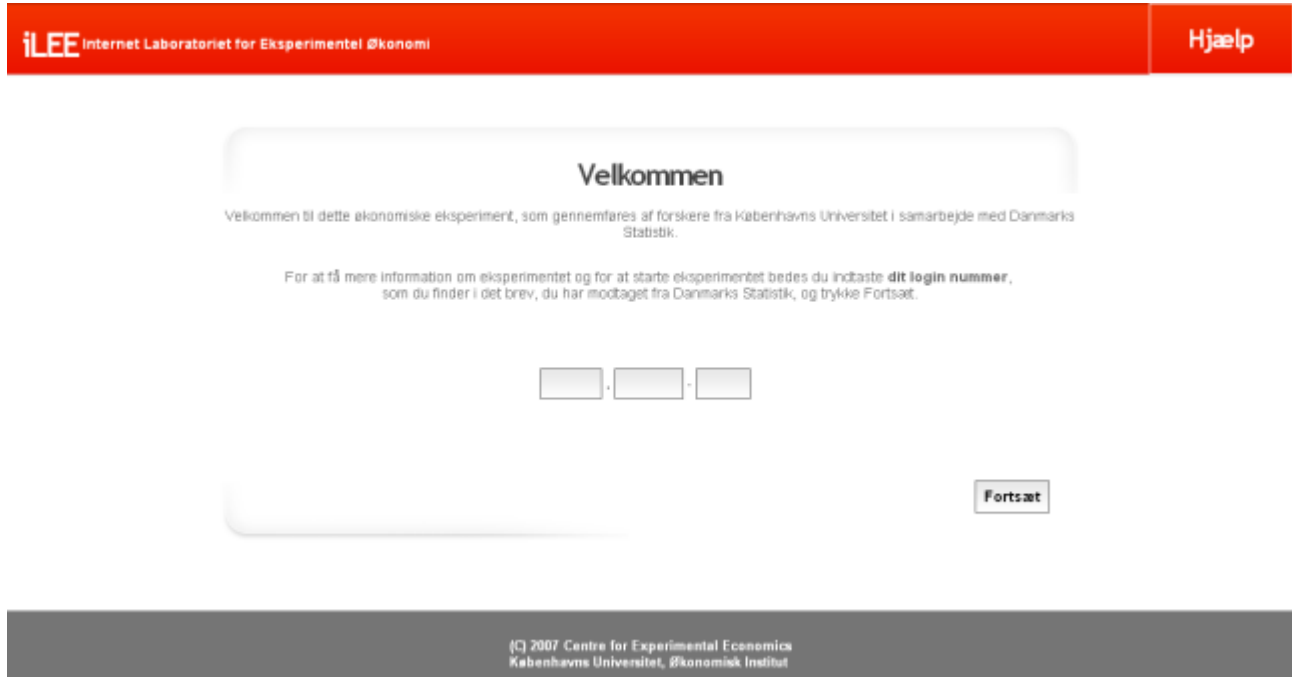 iLEE Internet Laboratoriet for Eksperimentel Økonomi
Hjælp
Velkommen
Velkommen til dette økonomiske eksperiment, som gennemføres af forskere fra Københavns Universitet i samarbejde med Danmarks
Statistik.
For at få mere information om eksperimentet og for at starte eksperimentet bedes du indtaste dit login nummer,
som du finder i det brev, du har modtaget fra Danmarks Statistik, og trykke Fortsæt.
. -
Fortsæt
(C) 2007 Centre for Experimental Economics
Københavns Universitet, Økonomisk Institut